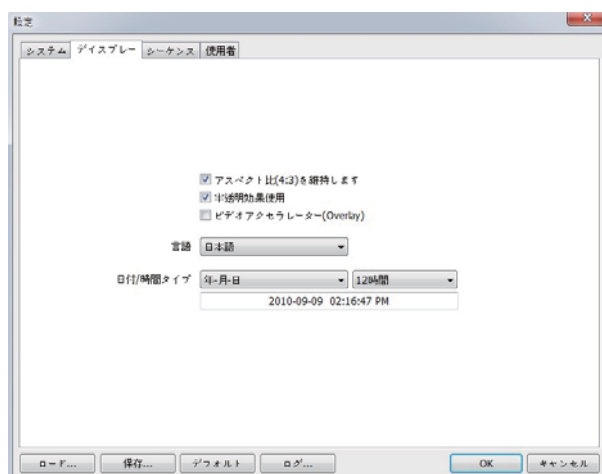 設定
システム ディスプレー シーケンス 使用者
アスペクト比(4:3)を維持します
半透明効果使用
ビデオアクセラレーター(Overlay)
言語 日本語
日付/時間タイプ 年-月-日 12時間
2010-09-09 02:16:47 PM
ロード... 保存... デフォルト ログ... OK キャンセル